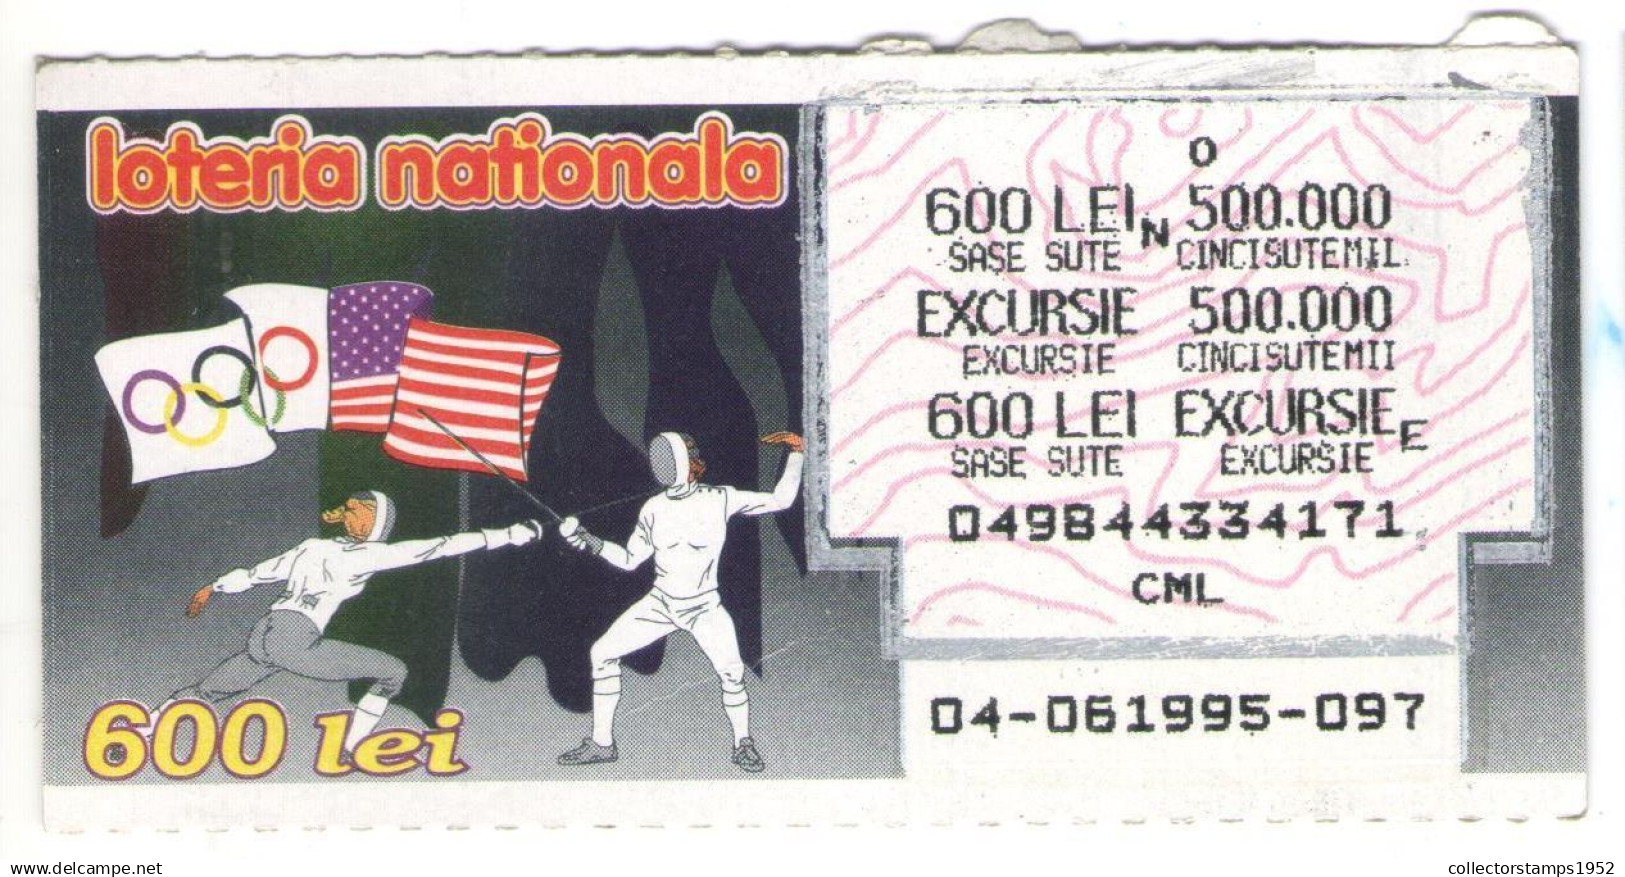 loteria nationala
600 lei
O
600 LEI N 500.000
SASE SUTE CINCISUTEMII
EXCURSIE 500.000
EXCURSIE CINCISUTEMII
600 LEI EXCURSIE E
SASE SUTE EXCURSIE
049844334171
CML
04-061995-097
delcampe.net
collectorstamps1952